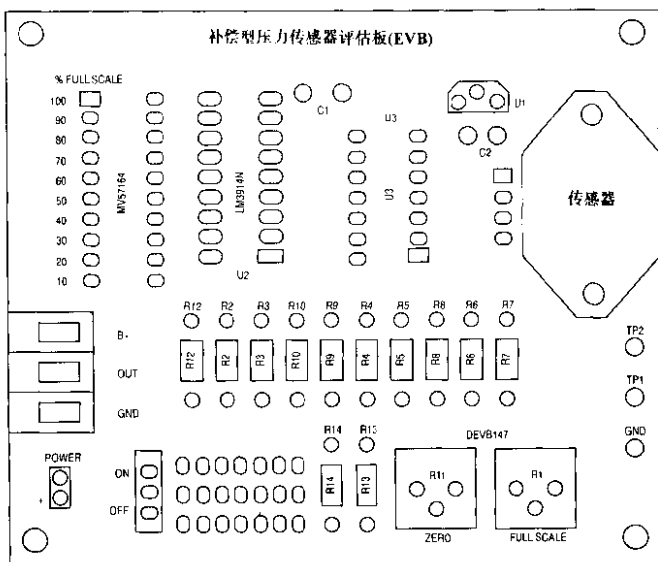 补偿型压力传感器评估板(EVB)
% FULL SCALE
100
90
80
70
60
50
40
30
20
10
MV57164
LM3914N
U2
C1
U3
U3
U1
C2
传感器
R12 R2 R3 R10 R9 R4 R5 R8 R6 R7
R12 R2 R3 R10 R9 R4 R5 R8 R6 R7
B+
OUT
GND
TP2
TP1
GND
R14 R13
DEVB147
POWER
+
ON
OFF
R14 R13
R11
R1
ZERO
FULL SCALE